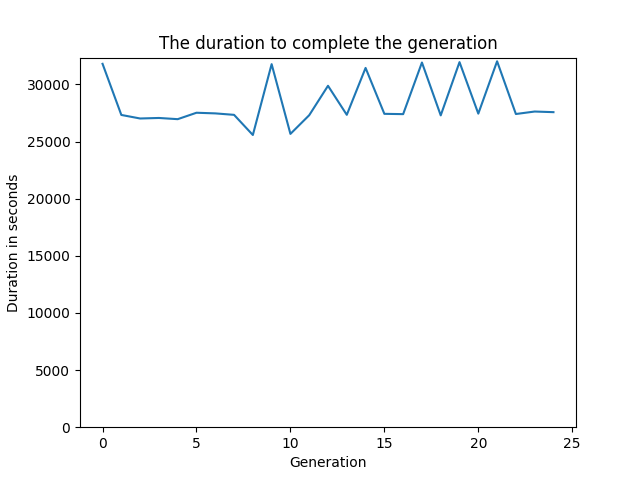 The duration to complete the generation
30000
25000
20000
15000
10000
5000
0
Duration in seconds
0 5 10 15 20 25
Generation